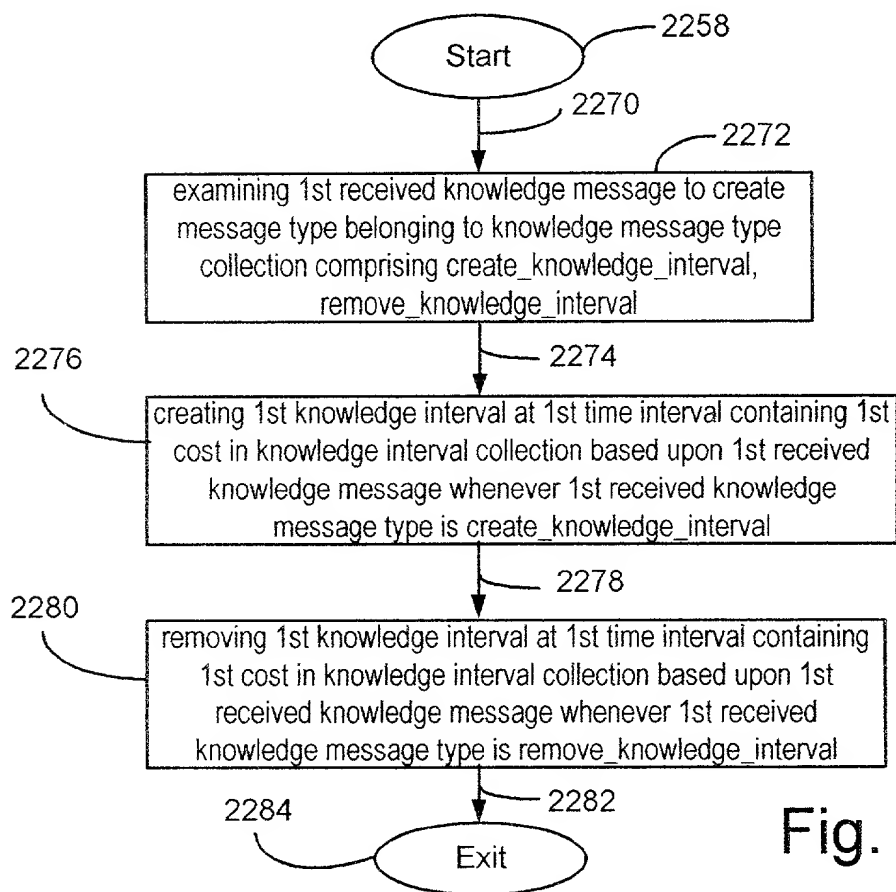 2258
Start
2270
2272
examining 1st received knowledge message to create
message type belonging to knowledge message type
collection comprising create_knowledge_interval,
remove_knowledge_interval
2274
2276
creating 1st knowledge interval at 1st time interval containing 1st
cost in knowledge interval collection based upon 1st received
knowledge message whenever 1st received knowledge
message type is create_knowledge_interval
2278
2280
removing 1st knowledge interval at 1st time interval containing
1st cost in knowledge interval collection based upon 1st
received knowledge message whenever 1st received
knowledge message type is remove_knowledge_interval
2282
2284
Exit
Fig.